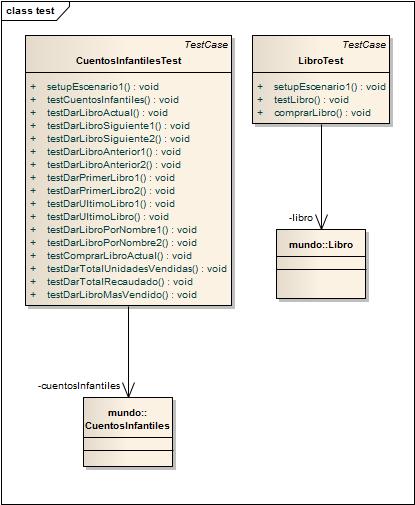 class test
TestCase
CuentosInfantilesTest
+ setupEscenario1() : void
+ testCuentosInfantiles() : void
+ testDarLibroActual() : void
+ testDarLibroSiguiente1() : void
+ testDarLibroSiguiente2() : void
+ testDarLibroAnterior1() : void
+ testDarLibroAnterior2() : void
+ testDarPrimerLibro1() : void
+ testDarPrimerLibro2() : void
+ testDarUltimoLibro1() : void
+ testDarUltimoLibro() : void
+ testDarLibroPorNombre1() : void
+ testDarLibroPorNombre2() : void
+ testComprarLibroActual() : void
+ testDarTotalUnidadesVendidas() : void
+ testDarTotalRecaudado() : void
+ testDarLibroMasVendido() : void
TestCase
LibroTest
+ setupEscenario1() : void
+ testLibro() : void
+ comprarLibro() : void
-libro
mundo::Libro
-cuentosInfantiles
mundo::
CuentosInfantiles